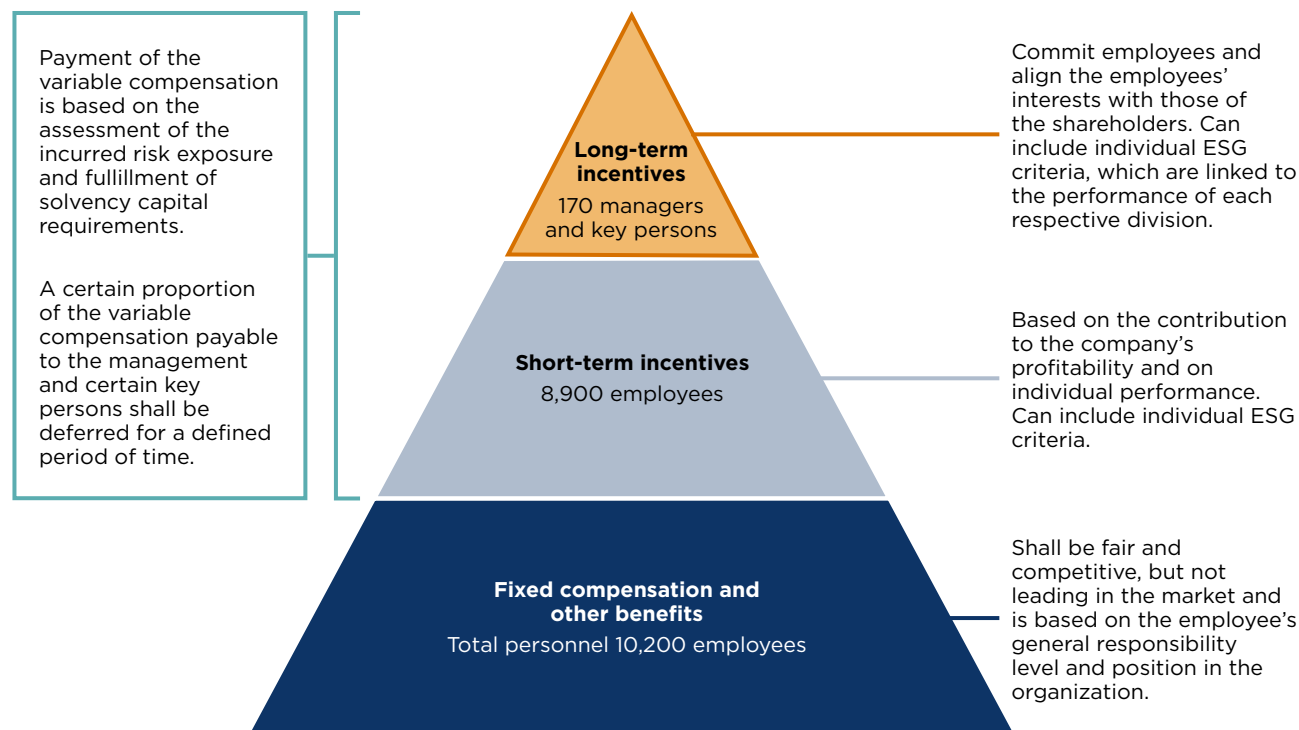 Payment of the
variable compensation
is based on the
assessment of the
incurred risk exposure
and fullillment of
solvency capital
requirements.
A certain proportion
of the variable
compensation payable
to the management
and certain key
persons shall be
deferred for a defined
period of time.
Long-term
incentives
170 managers
and key persons
Commit employees and
align the employees’
interests with those of
the shareholders. Can
include individual ESG
criteria, which are linked to
the performance of each
respective division.
Short-term incentives
8,900 employees
Based on the contribution
to the company’s
profitability and on
individual performance.
Can include individual ESG
criteria.
Fixed compensation and
other benefits
Total personnel 10,200 employees
Shall be fair and
competitive, but not
leading in the market and
is based on the employee’s
general responsibility
level and position in the
organization.